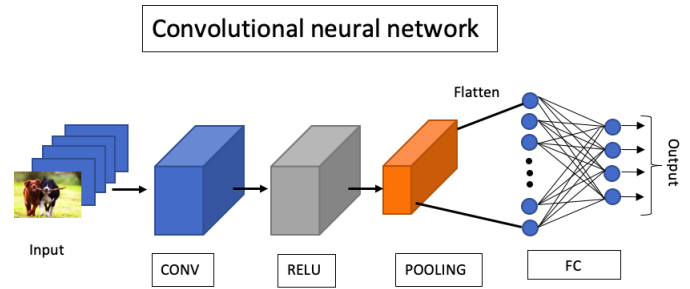 Convolutional neural network
Flatten
Output
Input
CONV
RELU
POOLING
FC